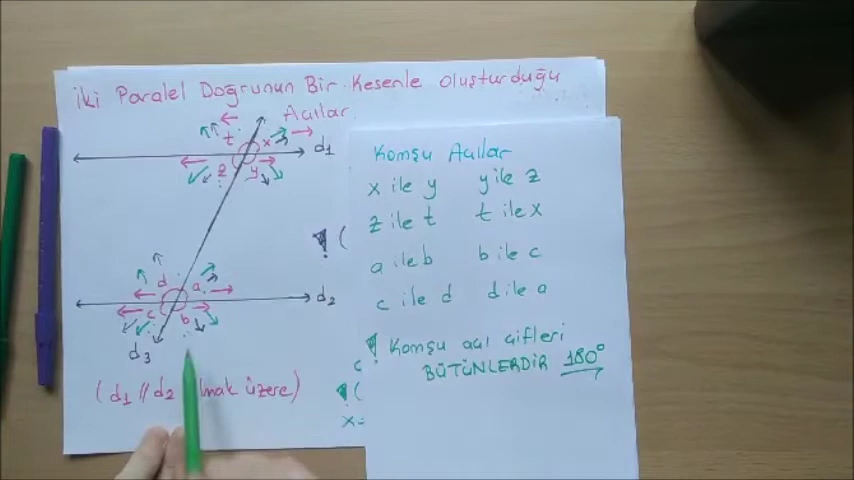 İki Paralel Doğrunun Bir Kesenle Oluşturduğu
Açılar
t x
d1
z y
d a
d2
c b
d3
(d1 // d2 olmak üzere)
(
c
(
x=
Komşu Açılar
x ile y    y ile z
z ile t    t ile x
a ile b    b ile c
c ile d    d ile a
! Komşu açı çiftleri
BÜTÜNLERDİR 180°